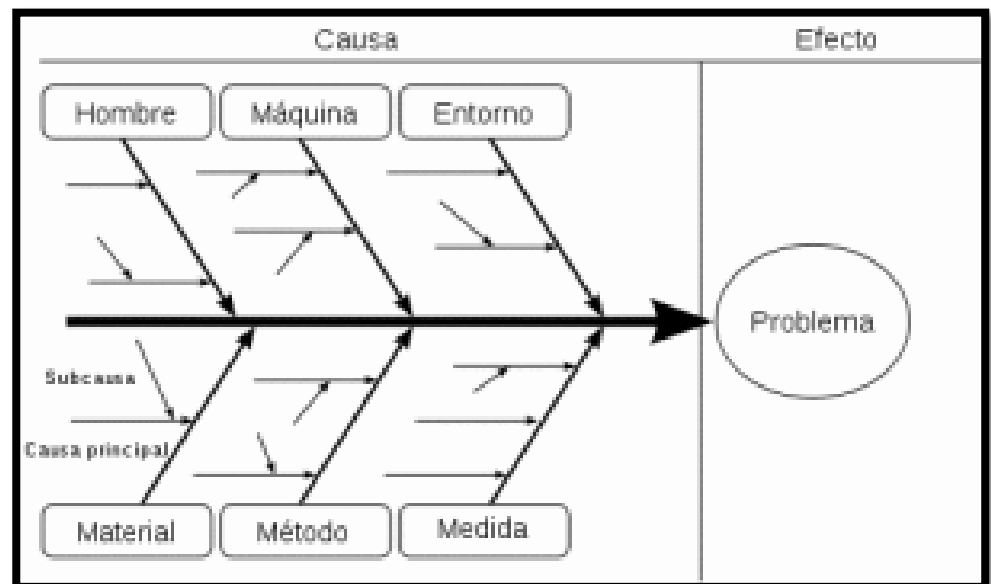 Causa
Efecto
Hombre
Máquina
Entorno
Problema
Subcausa
Causa principal
Material
Método
Medida